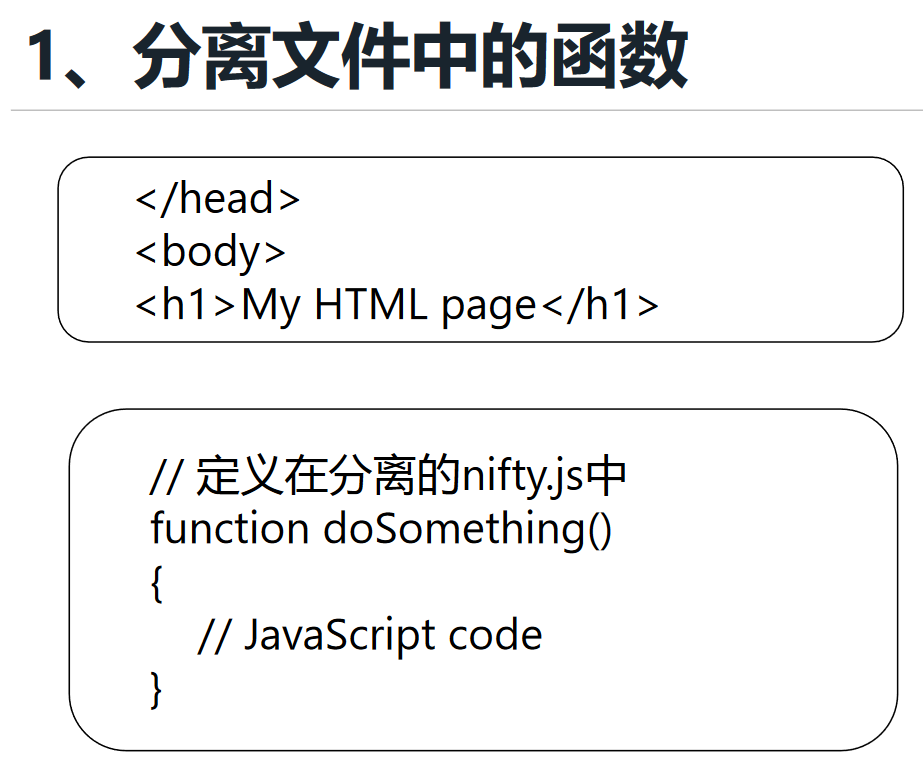 1、分离文件中的函数
</head>
<body>
<h1>My HTML page</h1>
// 定义在分离的nifty.js中
function doSomething()
{
// JavaScript code
}